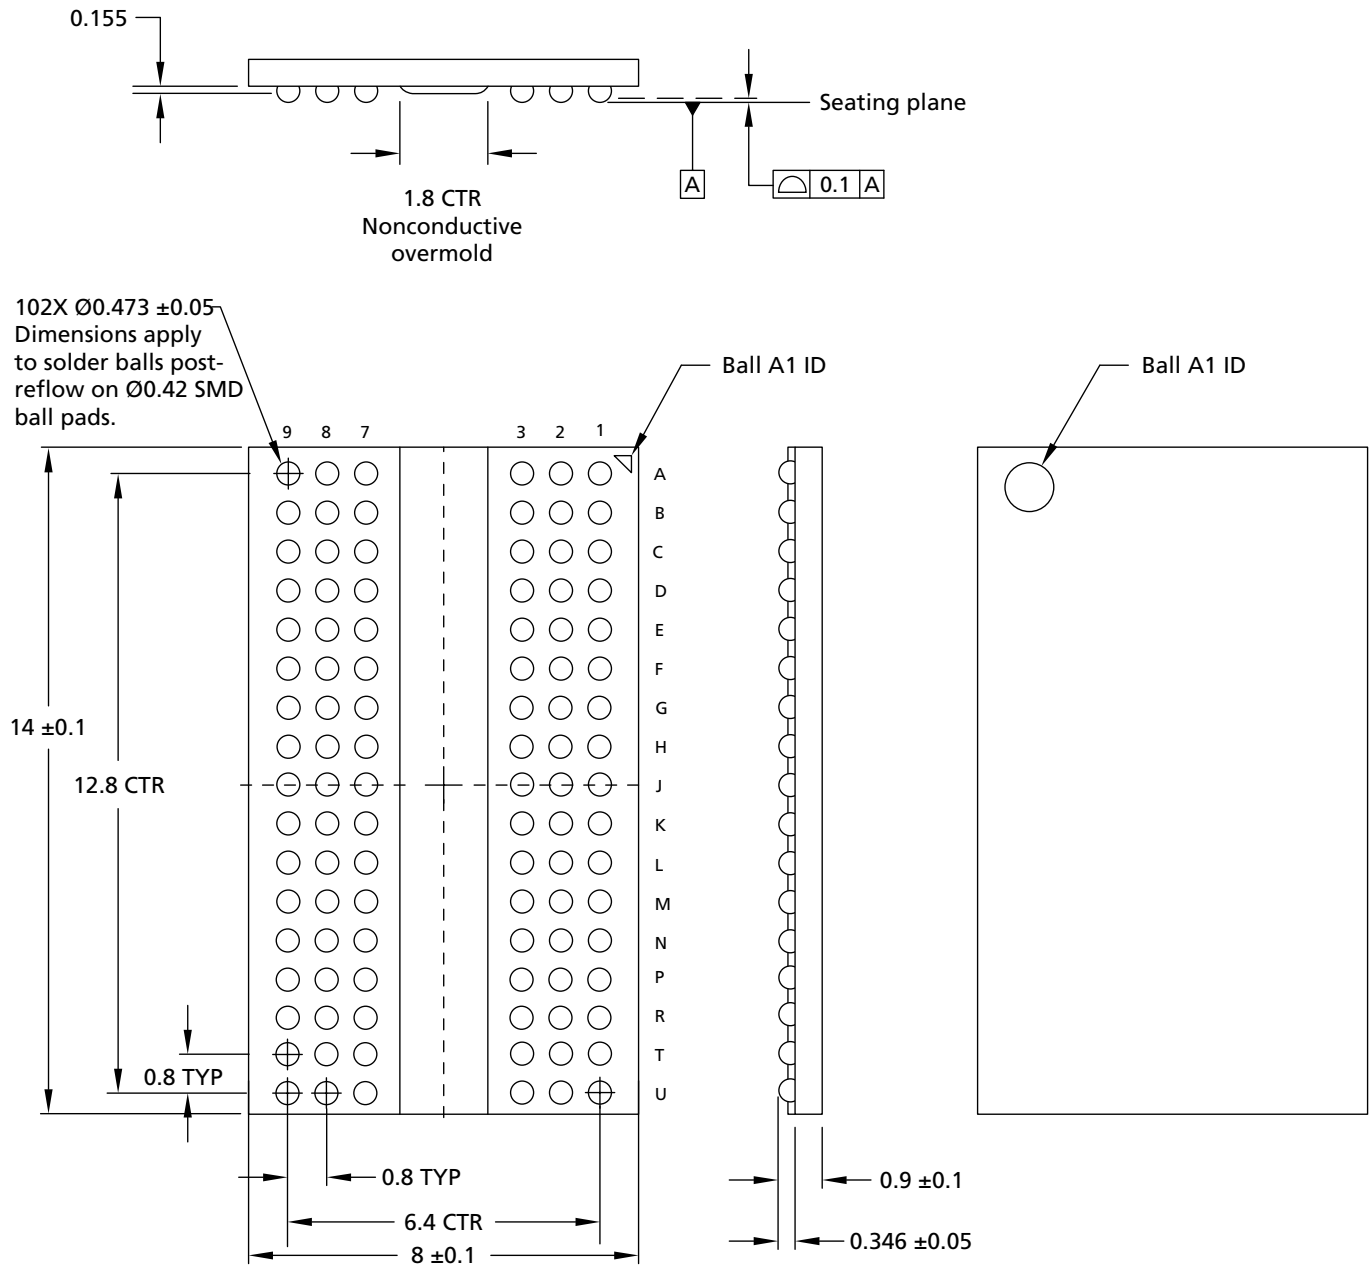 0.155
Seating plane
A
0.1 A
1.8 CTR
Nonconductive
overmold
102X Ø0.473 ±0.05
Dimensions apply
to solder balls post-
reflow on Ø0.42 SMD
ball pads.
Ball A1 ID
Ball A1 ID
9 8 7 3 2 1
A
B
C
D
E
F
G
H
J
K
L
M
N
P
R
T
U
14 ±0.1
12.8 CTR
0.8 TYP
0.8 TYP
6.4 CTR
8 ±0.1
0.9 ±0.1
0.346 ±0.05